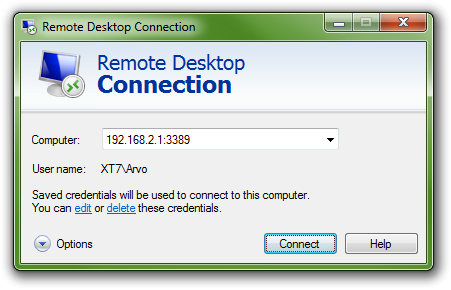 Remote Desktop Connection
Remote Desktop
Connection
Computer: 192.168.2.1:3389
User name: XT7\Arvo
Saved credentials will be used to connect to this computer.
You can edit or delete these credentials.
Options Connect Help